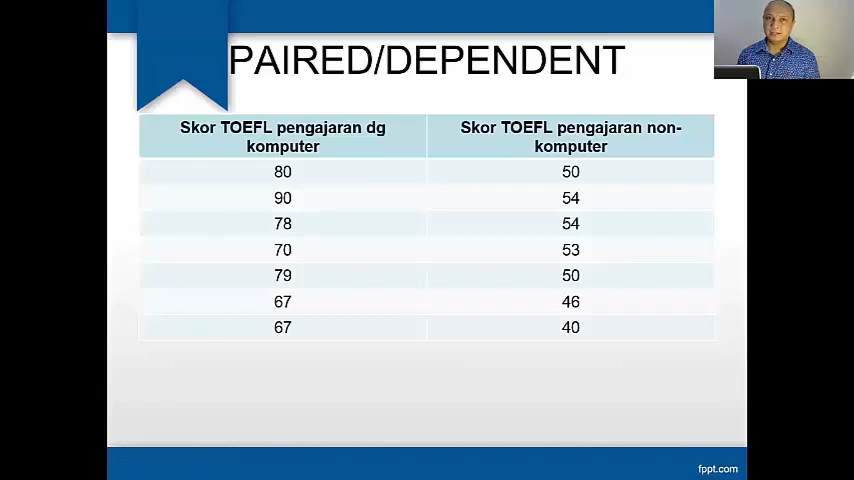 PAIRED/DEPENDENT
Skor TOEFL pengajaran dg komputer
Skor TOEFL pengajaran non-komputer
80 50
90 54
78 54
70 53
79 50
67 46
67 40
fppt.com